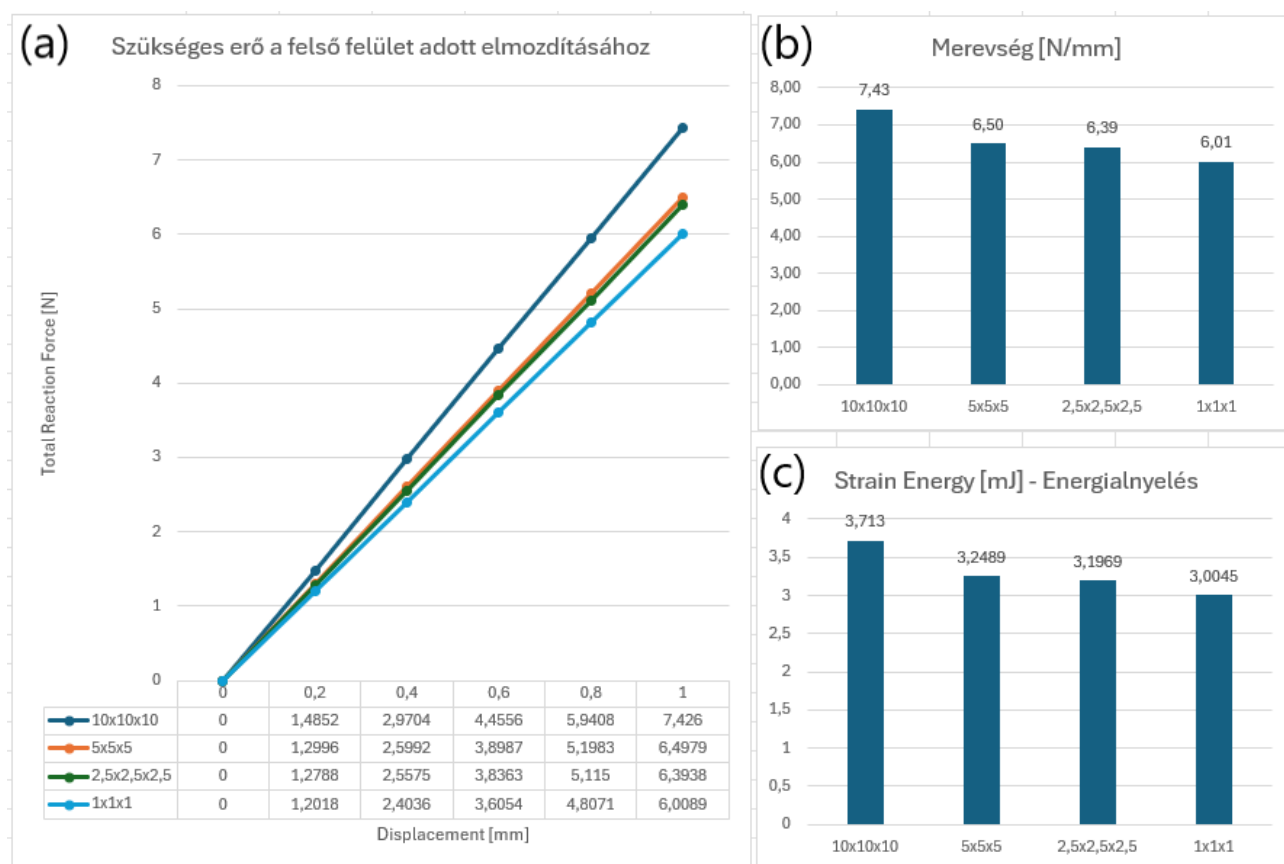 (a)
Szükséges erő a felső felület adott elmozdításához
8
7
6
5
4
3
2
1
0
Total Reaction Force [N]
0 0,2 0,4 0,6 0,8 1
10x10x10 0 1,4852 2,9704 4,4556 5,9408 7,426
5x5x5 0 1,2996 2,5992 3,8987 5,1983 6,4979
2,5x2,5x2,5 0 1,2788 2,5575 3,8363 5,115 6,3938
1x1x1 0 1,2018 2,4036 3,6054 4,8071 6,0089
Displacement [mm]
(b)
Merevség [N/mm]
8,00
7,00
6,00
5,00
4,00
3,00
2,00
1,00
0,00
7,43 6,50 6,39 6,01
10x10x10 5x5x5 2,5x2,5x2,5 1x1x1
(c)
Strain Energy [mJ] - Energialnyelés
4
3,5
3
2,5
2
1,5
1
0,5
0
3,713 3,2489 3,1969 3,0045
10x10x10 5x5x5 2,5x2,5x2,5 1x1x1